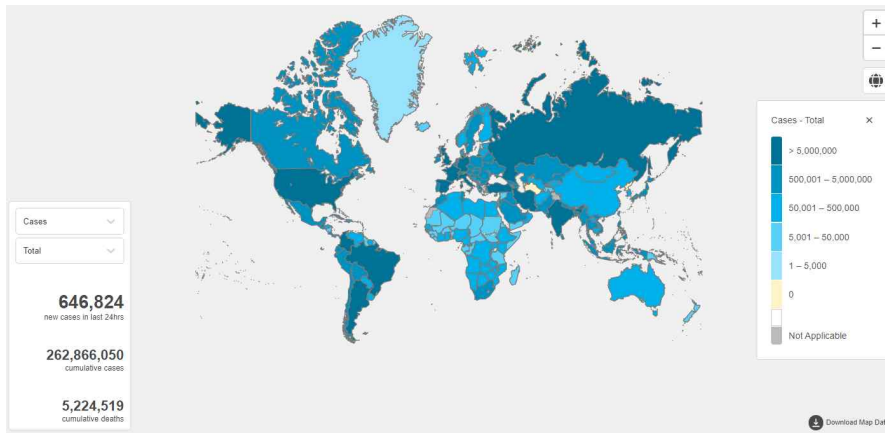 +
−
Cases - Total ×
> 5,000,000
500,001 – 5,000,000
50,001 – 500,000
5,001 – 50,000
1 – 5,000
0
Not Applicable
Cases
Total
646,824
new cases in last 24hrs
262,866,050
cumulative cases
5,224,519
cumulative deaths
Download Map Dat